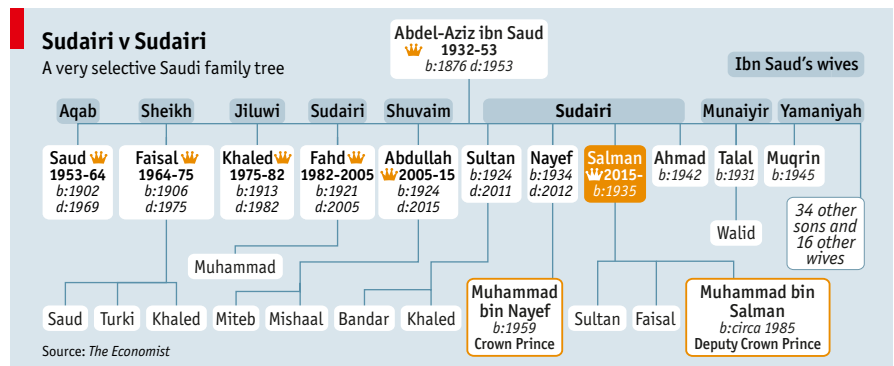 Sudairi v Sudairi
A very selective Saudi family tree
Abdel-Aziz ibn Saud
1932-53
b:1876 d:1953
Ibn Saud's wives
Aqab
Sheikh
Jiluwi
Sudairi
Shuvaim
Sudairi
Munaiyir
Yamaniyah
Saud
1953-64
b:1902
d:1969
Faisal
1964-75
b:1906
d:1975
Khaled
1975-82
b:1913
d:1982
Fahd
1982-2005
b:1921
d:2005
Abdullah
2005-15
b:1924
d:2015
Sultan
b:1924
d:2011
Nayef
b:1934
d:2012
Salman
2015-
b:1935
Ahmad
b:1942
Talal
b:1931
Muqrin
b:1945
34 other
sons and
16 other
wives
Walid
Muhammad
Saud
Turki
Khaled
Miteb
Mishaal
Bandar
Khaled
Muhammad
bin Nayef
b:1959
Crown Prince
Sultan
Faisal
Muhammad bin
Salman
b:circa 1985
Deputy Crown Prince
Source: The Economist